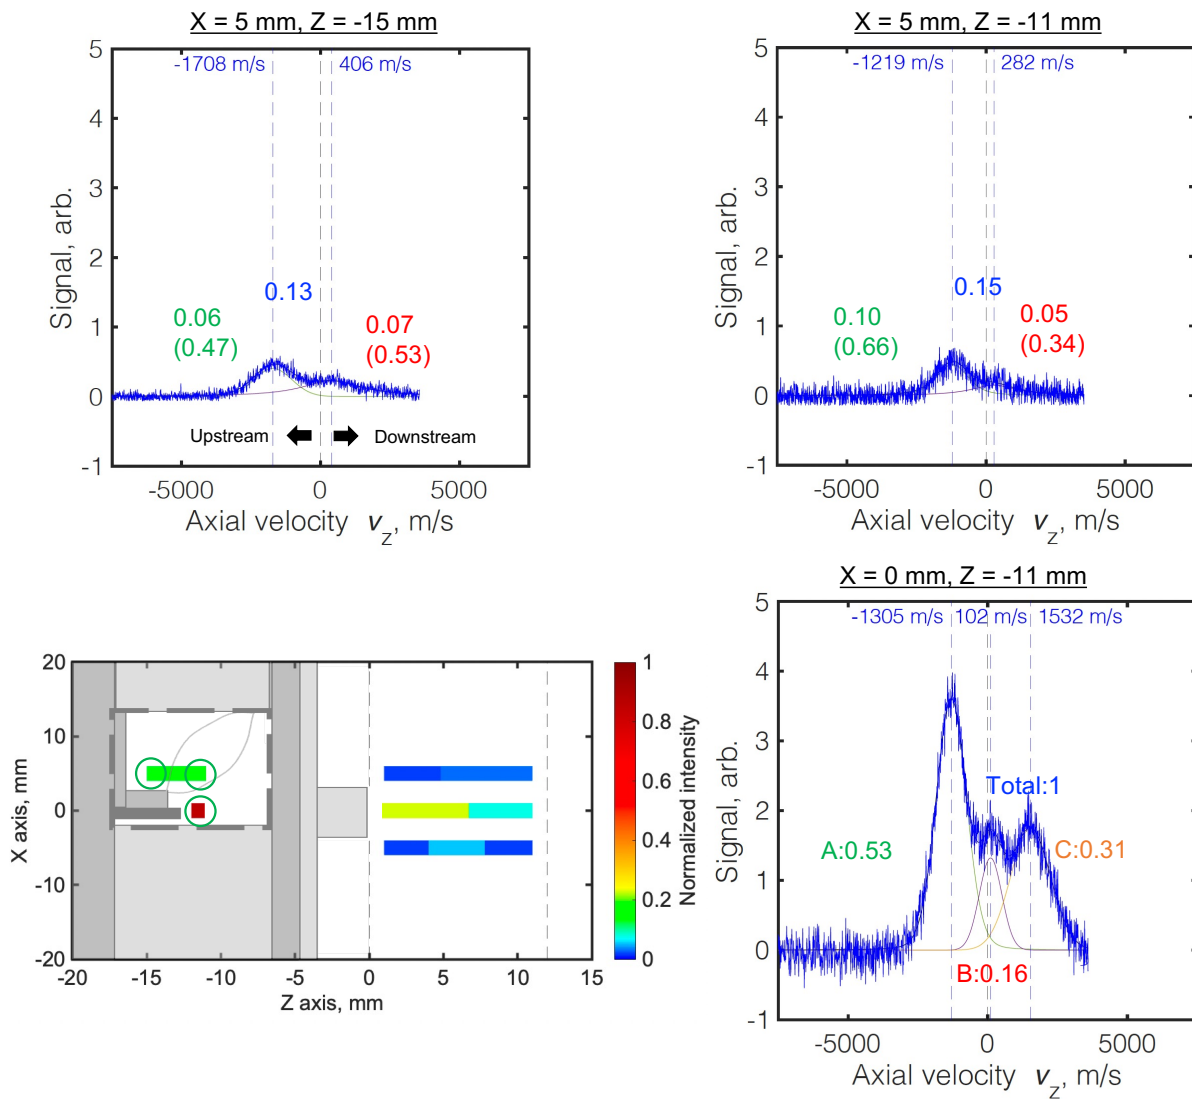 X = 5 mm, Z = -15 mm
-1708 m/s 406 m/s
5
4
3
2
1
0
-1
Signal, arb.
0.13
0.06
(0.47)
0.07
(0.53)
Upstream Downstream
-5000 0 5000
Axial velocity vz, m/s
X = 5 mm, Z = -11 mm
-1219 m/s 282 m/s
5
4
3
2
1
0
-1
Signal, arb.
0.15
0.10
(0.66)
0.05
(0.34)
-5000 0 5000
Axial velocity vz, m/s
20
10
0
-10
-20
X axis, mm
-20 -15 -10 -5 0 5 10 15
Z axis, mm
1
0.8
0.6
0.4
0.2
0
Normalized intensity
X = 0 mm, Z = -11 mm
-1305 m/s 102 m/s 1532 m/s
5
4
3
2
1
0
-1
Signal, arb.
Total:1
A:0.53
C:0.31
B:0.16
-5000 0 5000
Axial velocity vz, m/s